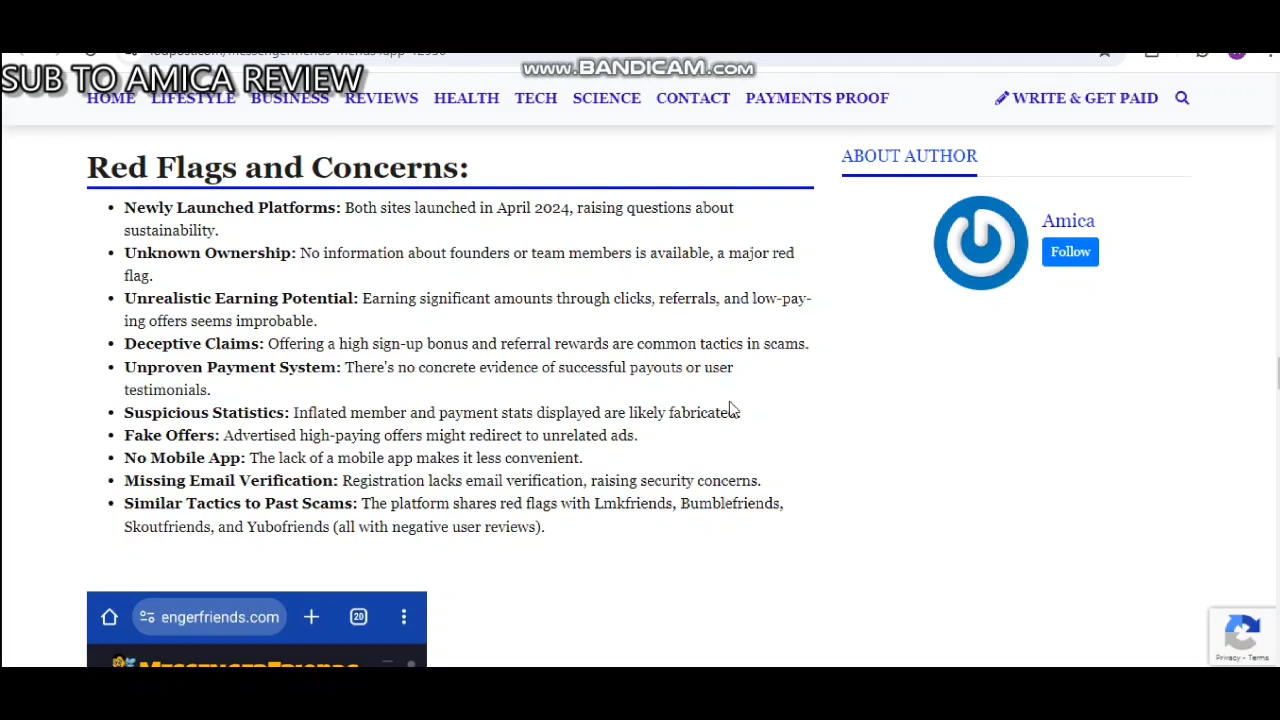 SUB TO AMICA REVIEW
www.BANDICAM.com
HOME LIFESTYLE BUSINESS REVIEWS HEALTH TECH SCIENCE CONTACT PAYMENTS PROOF WRITE & GET PAID
Red Flags and Concerns:
ABOUT AUTHOR
Amica
Follow
• Newly Launched Platforms: Both sites launched in April 2024, raising questions about
sustainability.
• Unknown Ownership: No information about founders or team members is available, a major red
flag.
• Unrealistic Earning Potential: Earning significant amounts through clicks, referrals, and low-pay-
ing offers seems improbable.
• Deceptive Claims: Offering a high sign-up bonus and referral rewards are common tactics in scams.
• Unproven Payment System: There's no concrete evidence of successful payouts or user
testimonials.
• Suspicious Statistics: Inflated member and payment stats displayed are likely fabricated.
• Fake Offers: Advertised high-paying offers might redirect to unrelated ads.
• No Mobile App: The lack of a mobile app makes it less convenient.
• Missing Email Verification: Registration lacks email verification, raising security concerns.
• Similar Tactics to Past Scams: The platform shares red flags with Lmkfriends, Bumblefriends,
Skoutfriends, and Yubofriends (all with negative user reviews).
engerfriends.com
20
MESSENGERFRIENDS
Privacy - Terms